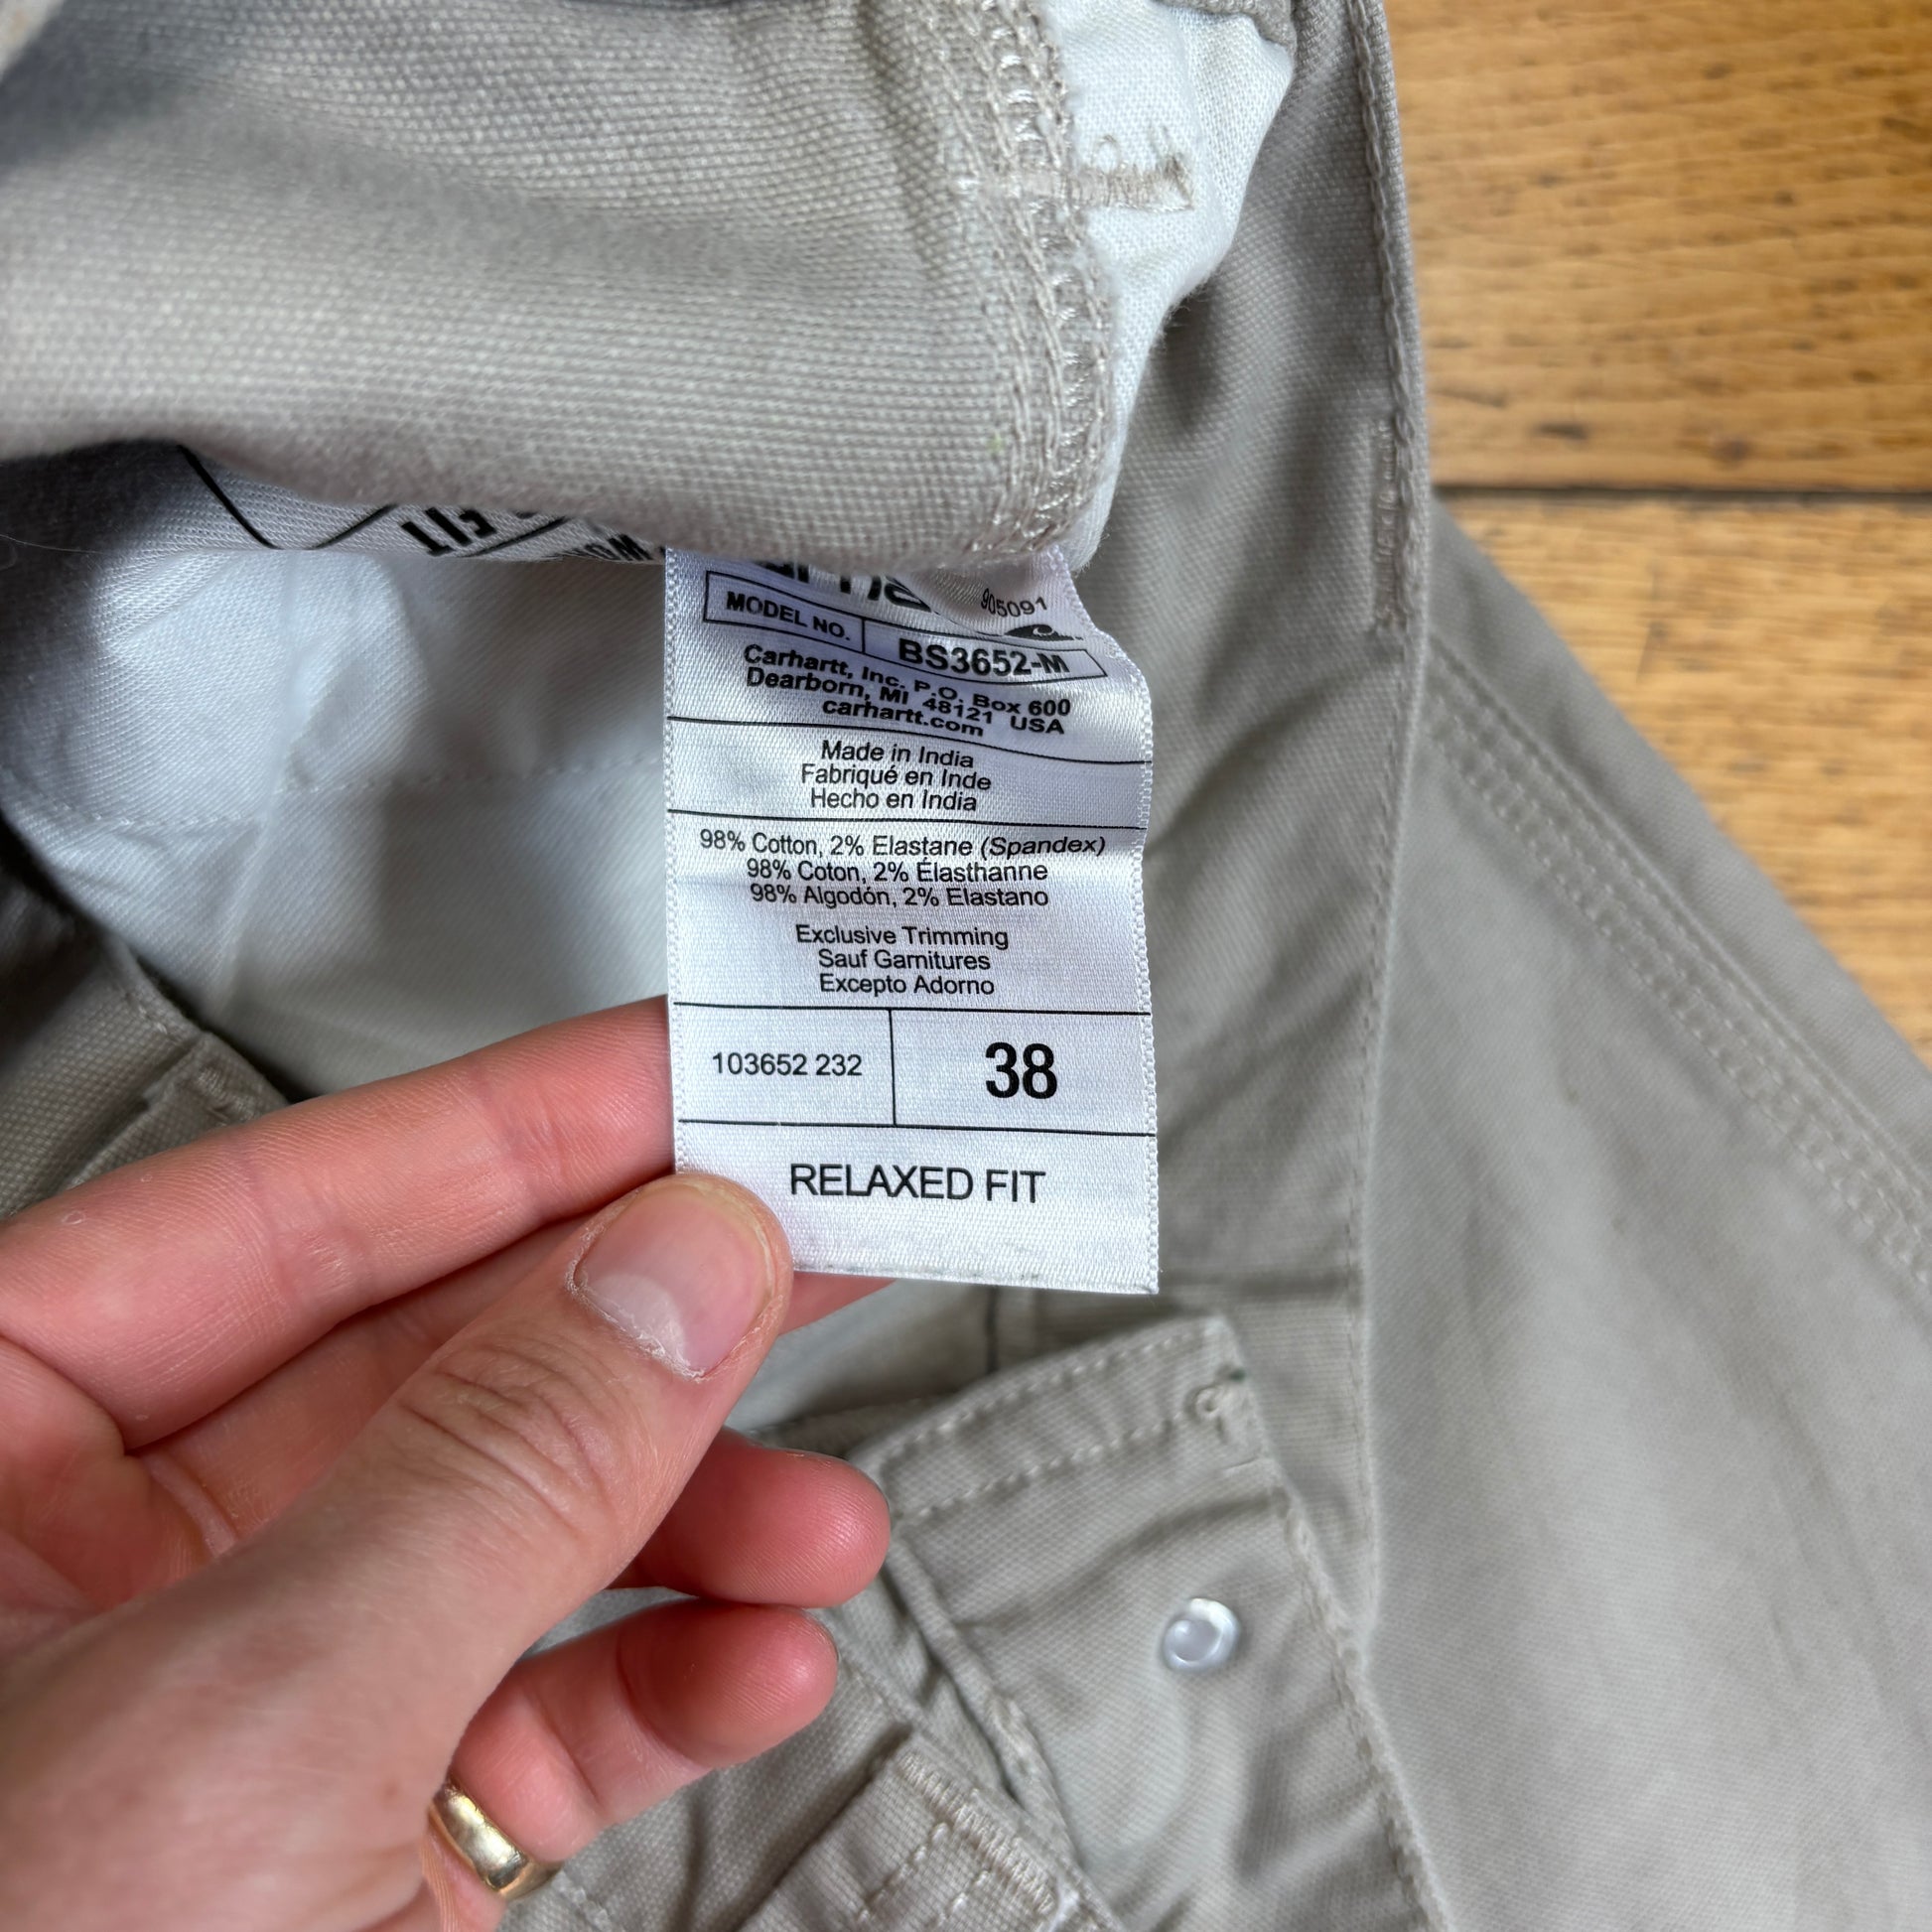 FIT
905091
MODEL NO. BS3652-M
Carhartt, Inc. P.O. Box 600
Dearborn, MI 48121 USA
carhartt.com
Made in India
Fabriqué en Inde
Hecho en India
98% Cotton, 2% Elastane (Spandex)
98% Coton, 2% Élasthanne
98% Algodón, 2% Elastano
Exclusive Trimming
Sauf Garnitures
Excepto Adorno
103652 232 38
RELAXED FIT